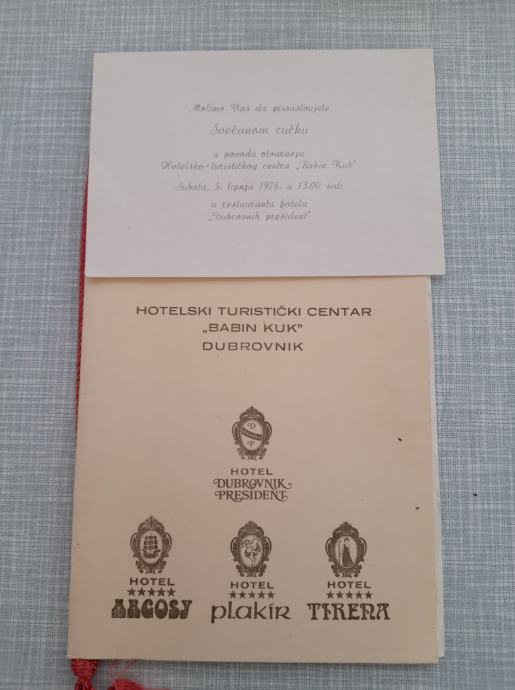 Molimo Vas da prisustvujete
Svečanom ručku
u povodu otvaranja
Hotelsko-turističkog centra „Babin Kuk"
Subota, 5. lipnja 1976. u 13.00 sati
u restaurantu hotela
„Dubrovnik president"
HOTELSKI TURISTIČKI CENTAR
„BABIN KUK"
DUBROVNIK
D
P
HOTEL
DUBROVNIK
PRESIDENT
HOTEL
★★★★★
ARGOSY
HOTEL
★★★★★
plakir
HOTEL
★★★★★
TIRENA